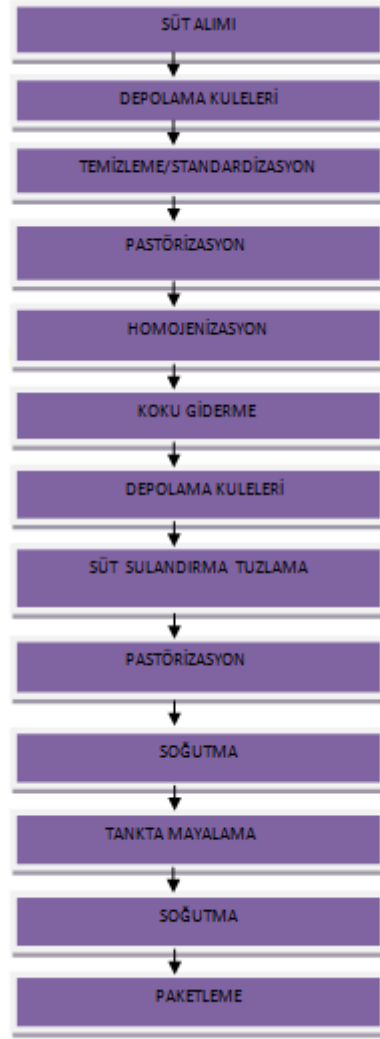 SÜT ALIMI
DEPOLAMA KULELERİ
TEMİZLEME/STANDARDİZASYON
PASTÖRİZASYON
HOMOJENİZASYON
KOKU GİDERME
DEPOLAMA KULELERİ
SÜT SULANDIRMA TUZLAMA
PASTÖRİZASYON
SOĞUTMA
TANKTA MAYALAMA
SOĞUTMA
PAKETLEME